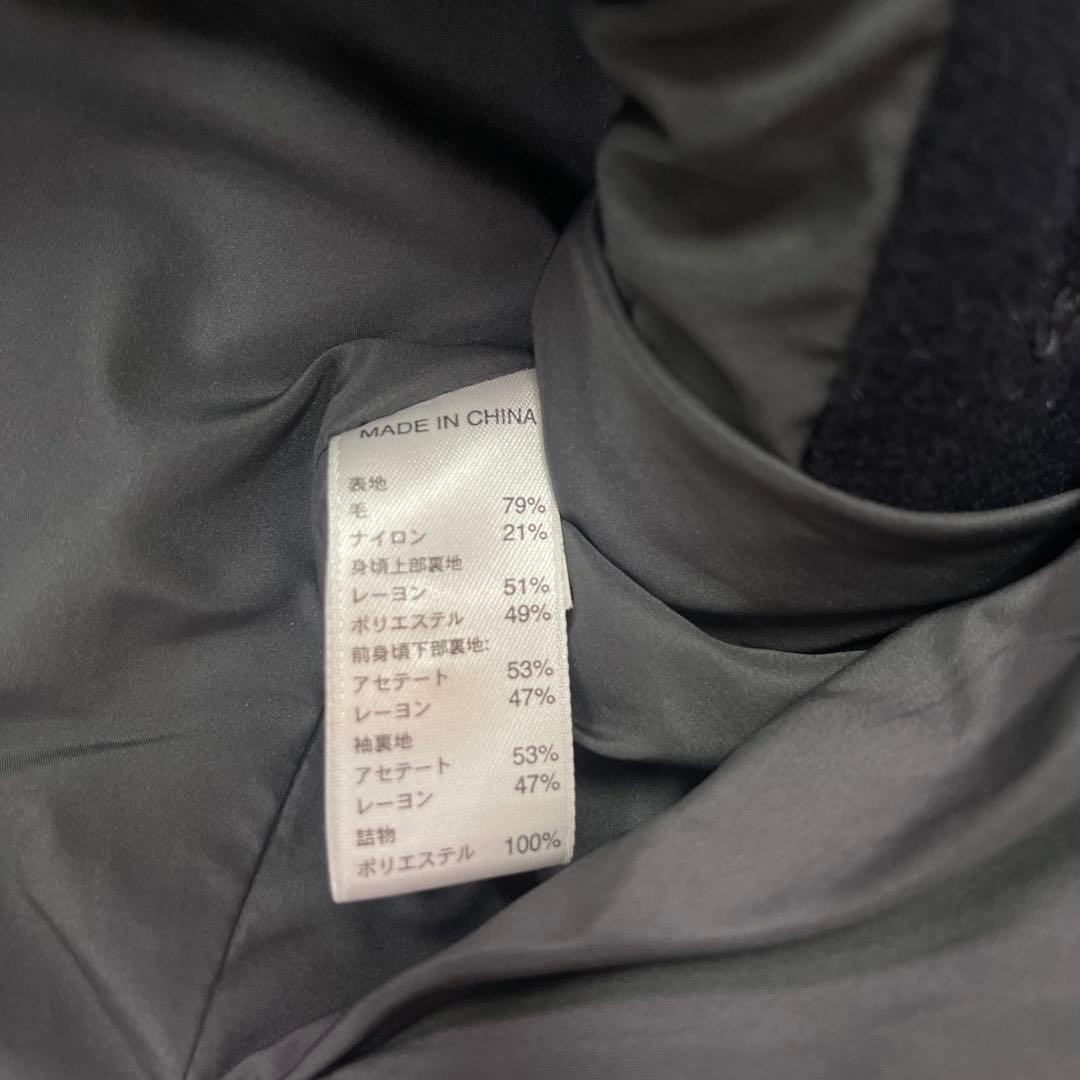 MADE IN CHINA
表地
毛 79%
ナイロン 21%
身頃上部裏地
レーヨン 51%
ポリエステル 49%
前身頃下部裏地:
アセテート 53%
レーヨン 47%
袖裏地
アセテート 53%
レーヨン 47%
詰物
ポリエステル 100%